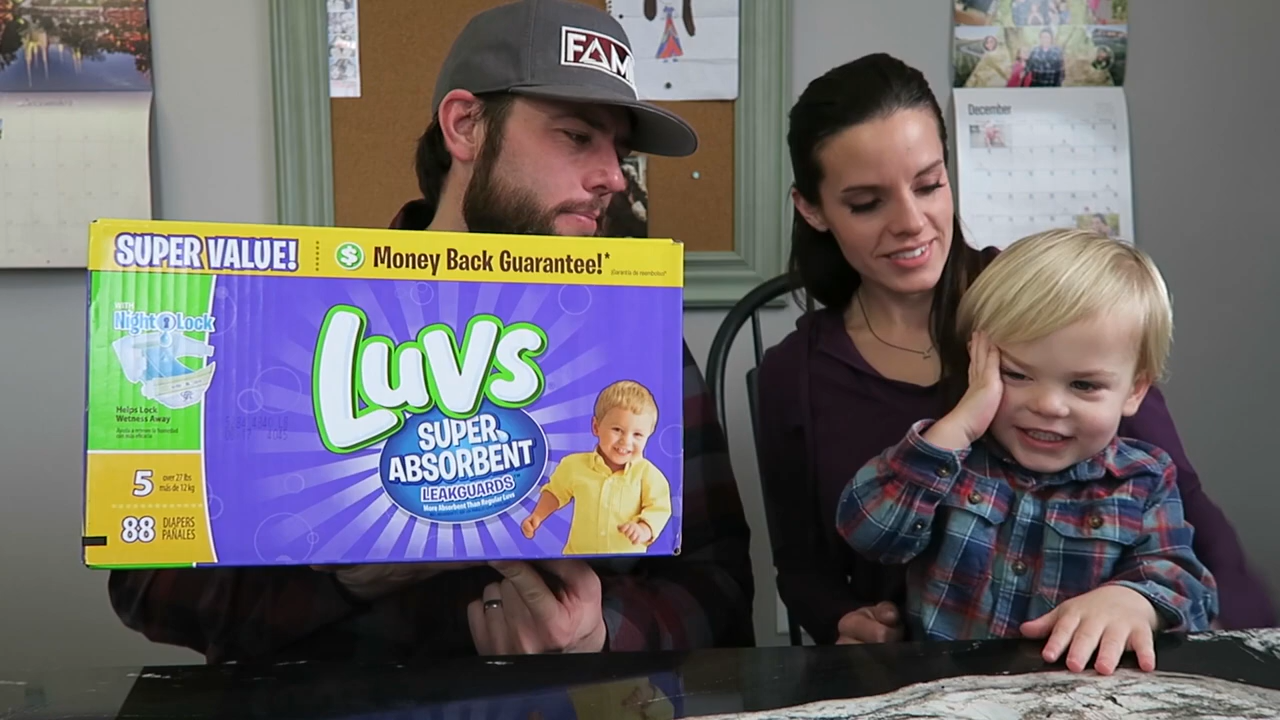 FAM
December
SUPER VALUE!
$ Money Back Guarantee!*
¡Garantía de reembolso!*
WITH
Night Lock
Helps Lock
Wetness Away
Luvs
SUPER
ABSORBENT
LEAKGUARDS
More Absorbent Than Regular Luvs
5 over 27 lbs
más de 12 kg
88 DIAPERS
PAÑALES